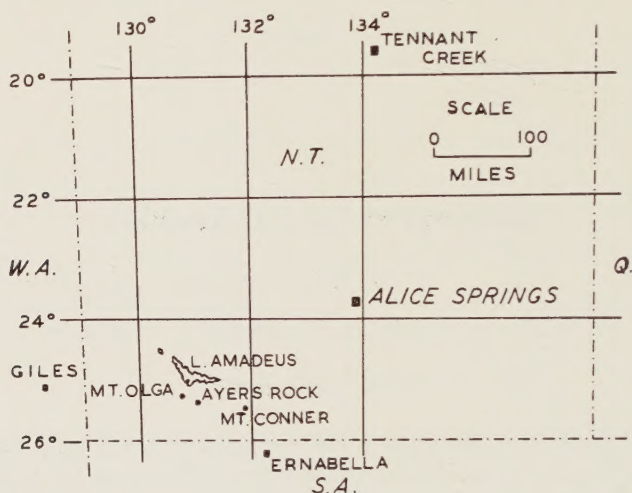 130° 132° 134°
TENNANT
CREEK
20°
SCALE
0 100
MILES
N.T.
22°
W.A.
Q.
ALICE SPRINGS
24°
L. AMADEUS
GILES
MT. OLGA
AYERS ROCK
MT. CONNER
26°
ERNABELLA
S.A.